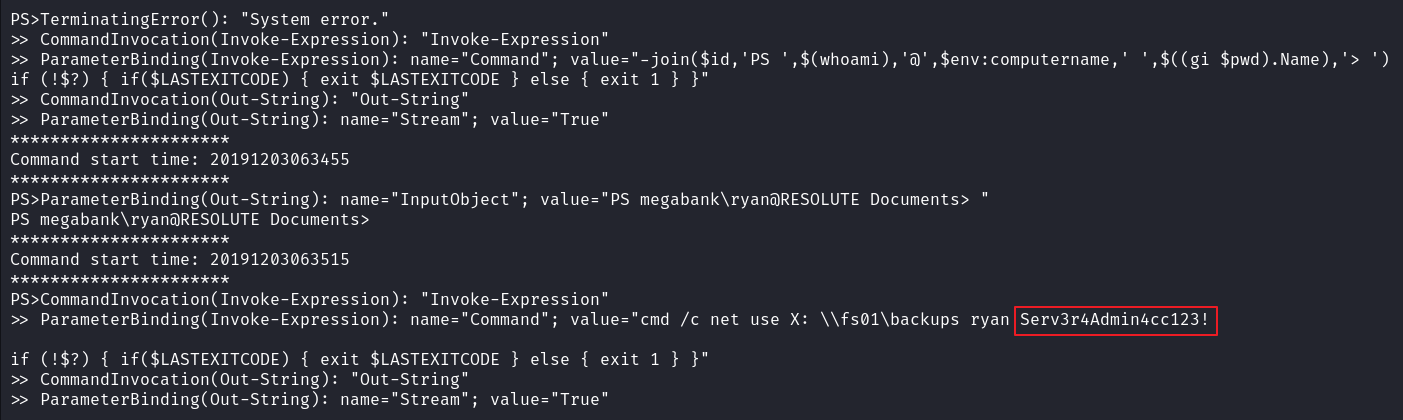 PS>TerminatingError(): "System error."
>> CommandInvocation(Invoke-Expression): "Invoke-Expression"
>> ParameterBinding(Invoke-Expression): name="Command"; value="-join($id,'PS ',$(whoami),'@',$env:computername,' ',$((gi $pwd).Name),'> ')
if (!$?) { if($LASTEXITCODE) { exit $LASTEXITCODE } else { exit 1 } }"
>> CommandInvocation(Out-String): "Out-String"
>> ParameterBinding(Out-String): name="Stream"; value="True"
**********************
Command start time: 20191203063455
**********************
PS>ParameterBinding(Out-String): name="InputObject"; value="PS megabank\ryan@RESOLUTE Documents> "
PS megabank\ryan@RESOLUTE Documents>
**********************
Command start time: 20191203063515
**********************
PS>CommandInvocation(Invoke-Expression): "Invoke-Expression"
>> ParameterBinding(Invoke-Expression): name="Command"; value="cmd /c net use X: \\fs01\backups ryan Serv3r4Admin4cc123!
if (!$?) { if($LASTEXITCODE) { exit $LASTEXITCODE } else { exit 1 } }"
>> CommandInvocation(Out-String): "Out-String"
>> ParameterBinding(Out-String): name="Stream"; value="True"